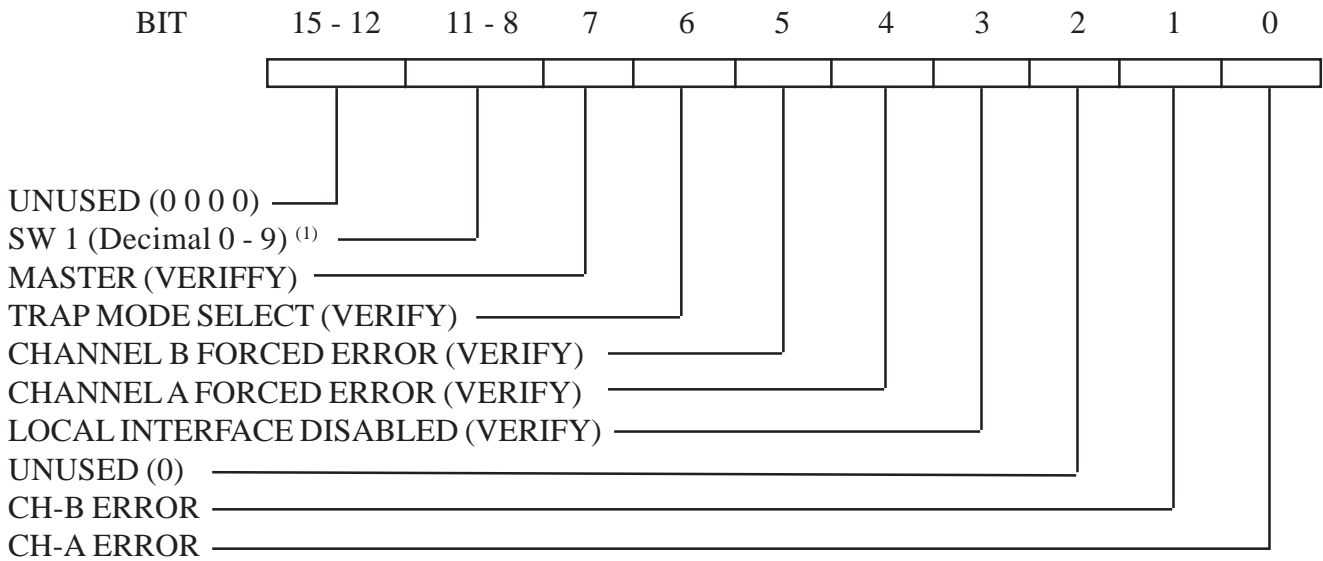 BIT 15 - 12 11 - 8 7 6 5 4 3 2 1 0
UNUSED (0 0 0 0)
SW 1 (Decimal 0 - 9) (1)
MASTER (VERIFFY)
TRAP MODE SELECT (VERIFY)
CHANNEL B FORCED ERROR (VERIFY)
CHANNEL A FORCED ERROR (VERIFY)
LOCAL INTERFACE DISABLED (VERIFY)
UNUSED (0)
CH-B ERROR
CH-A ERROR